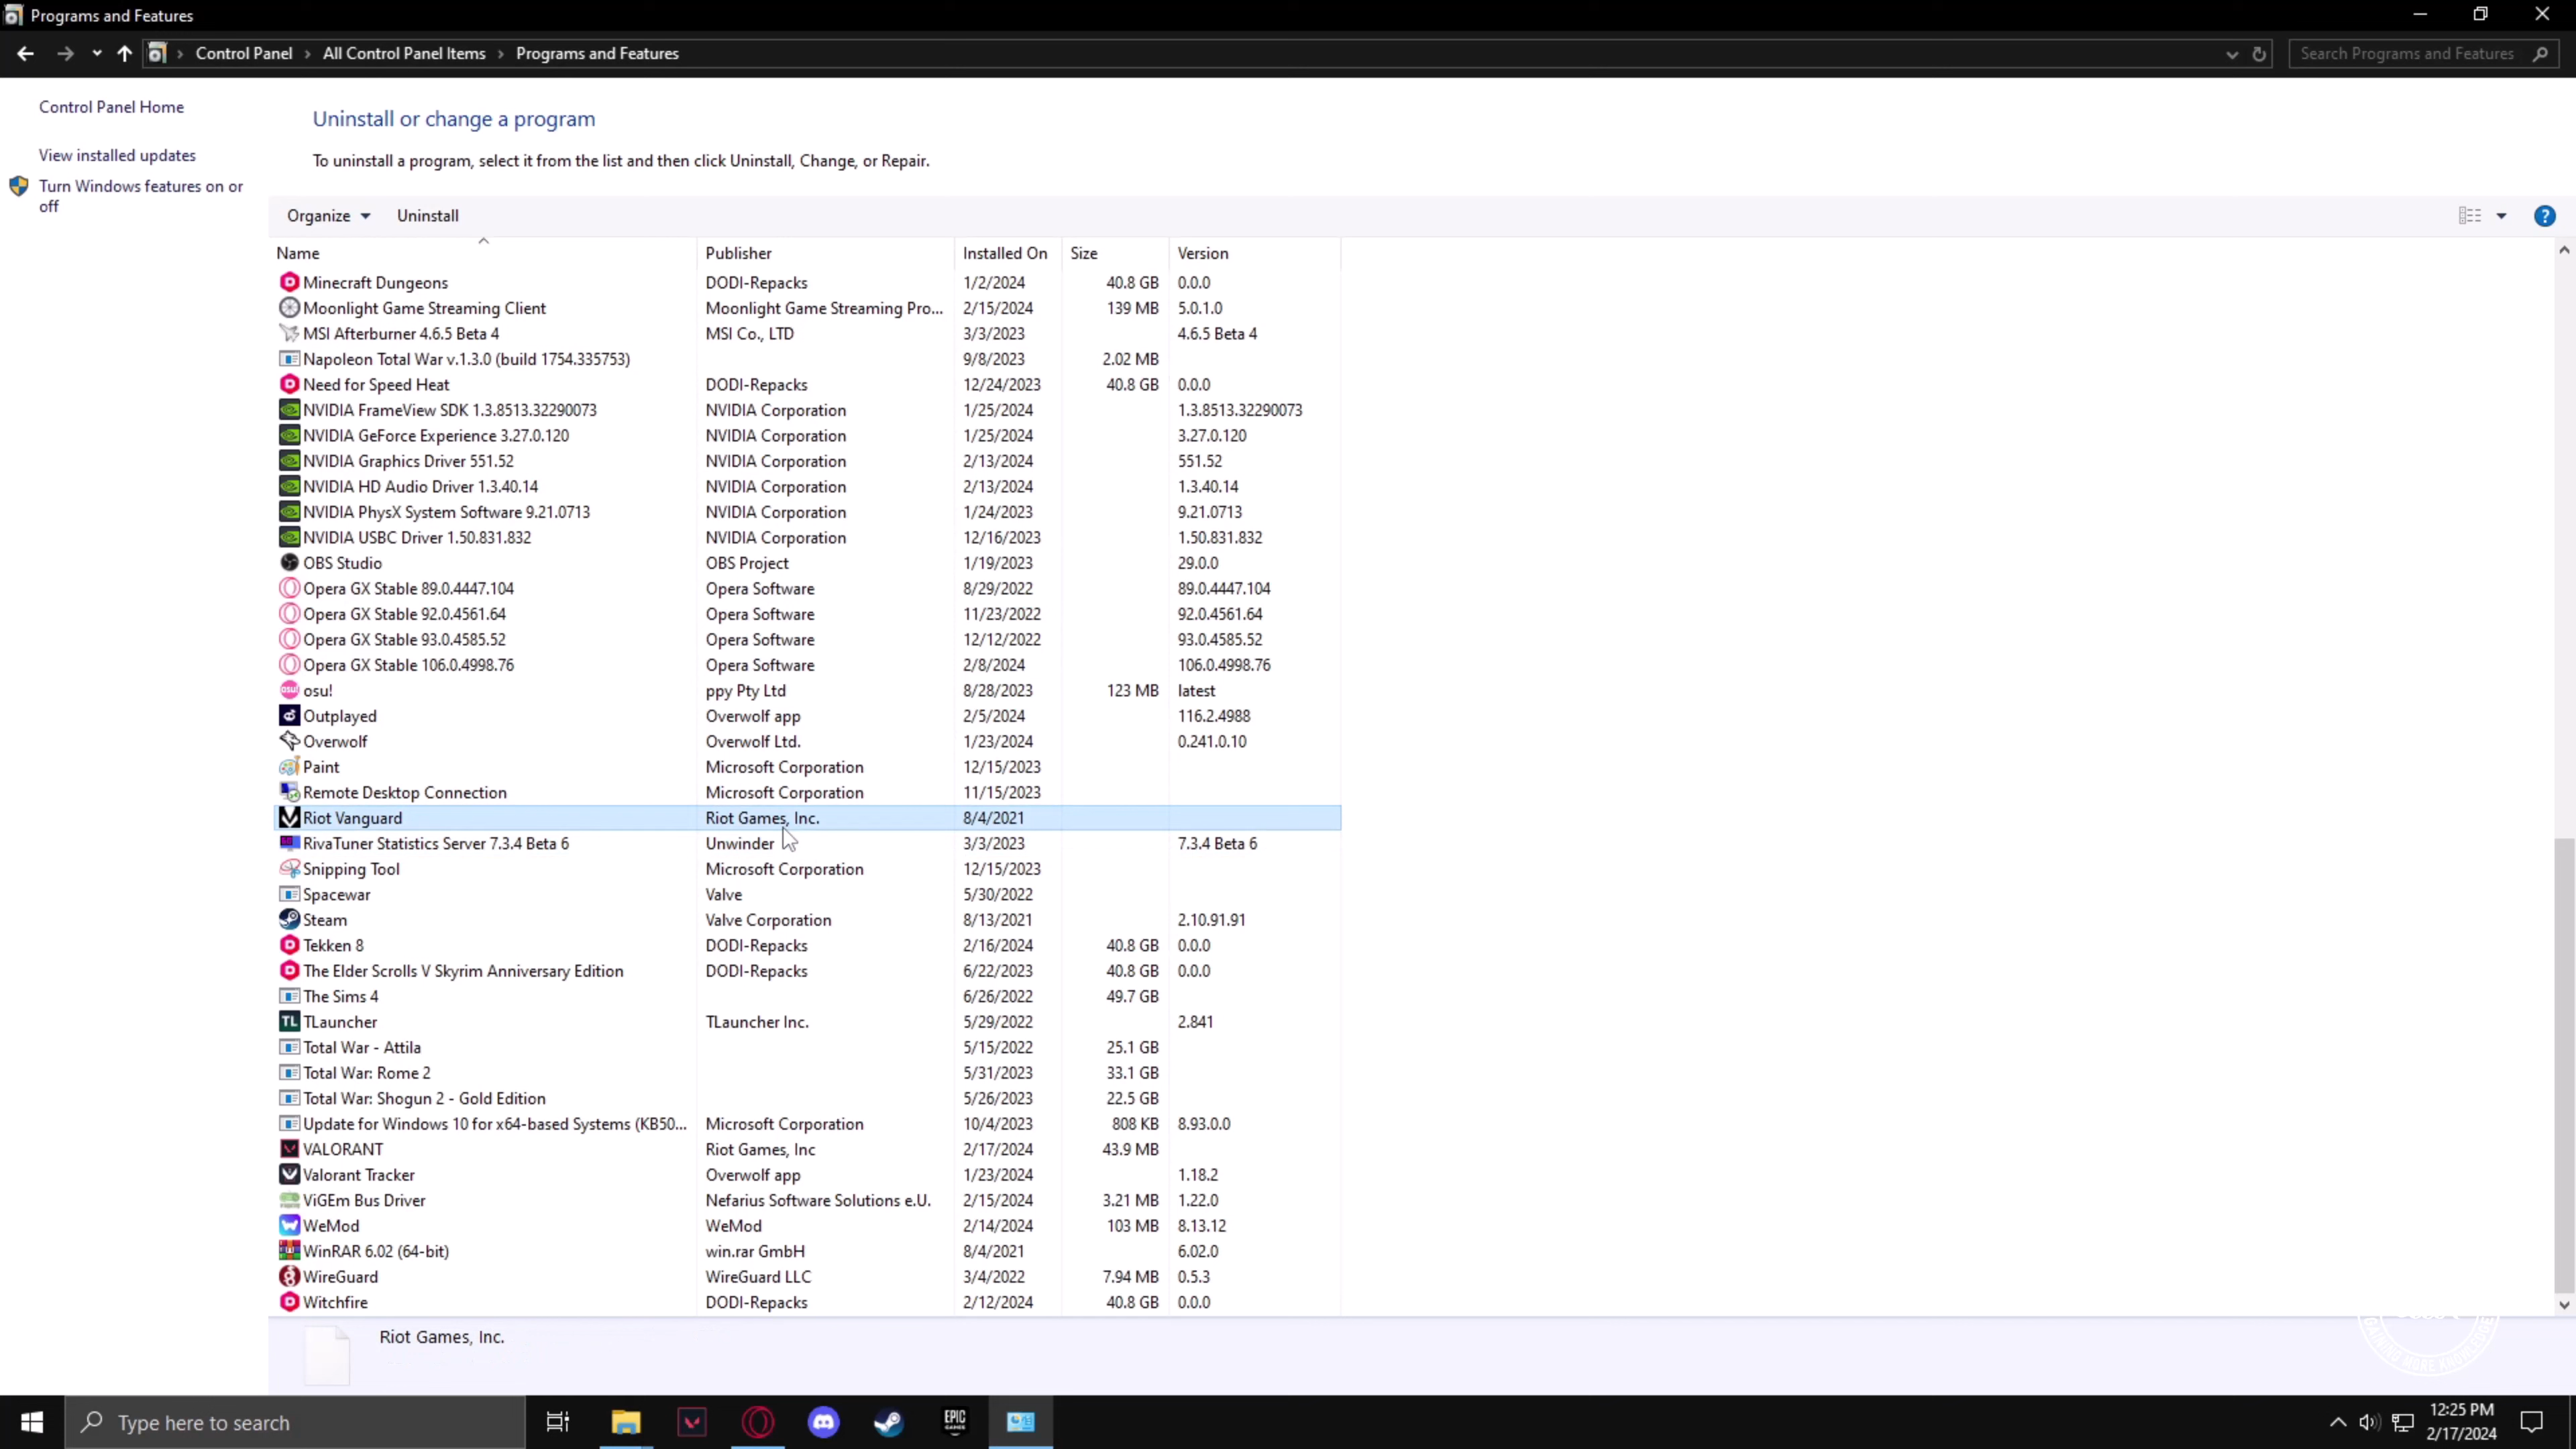 Programs and Features
Control Panel > All Control Panel Items > Programs and Features
Search Programs and Features
Control Panel Home
View installed updates
Turn Windows features on or
off
Uninstall or change a program
To uninstall a program, select it from the list and then click Uninstall, Change, or Repair.
Organize Uninstall
Name Publisher Installed On Size Version
Minecraft Dungeons DODI-Repacks 1/2/2024 40.8 GB 0.0.0
Moonlight Game Streaming Client Moonlight Game Streaming Pro... 2/15/2024 139 MB 5.0.1.0
MSI Afterburner 4.6.5 Beta 4 MSI Co., LTD 3/3/2023 4.6.5 Beta 4
Napoleon Total War v.1.3.0 (build 1754.335753) 9/8/2023 2.02 MB
Need for Speed Heat DODI-Repacks 12/24/2023 40.8 GB 0.0.0
NVIDIA FrameView SDK 1.3.8513.32290073 NVIDIA Corporation 1/25/2024 1.3.8513.32290073
NVIDIA GeForce Experience 3.27.0.120 NVIDIA Corporation 1/25/2024 3.27.0.120
NVIDIA Graphics Driver 551.52 NVIDIA Corporation 2/13/2024 551.52
NVIDIA HD Audio Driver 1.3.40.14 NVIDIA Corporation 2/13/2024 1.3.40.14
NVIDIA PhysX System Software 9.21.0713 NVIDIA Corporation 1/24/2023 9.21.0713
NVIDIA USBC Driver 1.50.831.832 NVIDIA Corporation 12/16/2023 1.50.831.832
OBS Studio OBS Project 1/19/2023 29.0.0
Opera GX Stable 89.0.4447.104 Opera Software 8/29/2022 89.0.4447.104
Opera GX Stable 92.0.4561.64 Opera Software 11/23/2022 92.0.4561.64
Opera GX Stable 93.0.4585.52 Opera Software 12/12/2022 93.0.4585.52
Opera GX Stable 106.0.4998.76 Opera Software 2/8/2024 106.0.4998.76
osu! ppy Pty Ltd 8/28/2023 123 MB latest
Outplayed Overwolf app 2/5/2024 116.2.4988
Overwolf Overwolf Ltd. 1/23/2024 0.241.0.10
Paint Microsoft Corporation 12/15/2023
Remote Desktop Connection Microsoft Corporation 11/15/2023
Riot Vanguard Riot Games, Inc. 8/4/2021
RivaTuner Statistics Server 7.3.4 Beta 6 Unwinder 3/3/2023 7.3.4 Beta 6
Snipping Tool Microsoft Corporation 12/15/2023
Spacewar Valve 5/30/2022
Steam Valve Corporation 8/13/2021 2.10.91.91
Tekken 8 DODI-Repacks 2/16/2024 40.8 GB 0.0.0
The Elder Scrolls V Skyrim Anniversary Edition DODI-Repacks 6/22/2023 40.8 GB 0.0.0
The Sims 4 6/26/2022 49.7 GB
TL TLauncher TLauncher Inc. 5/29/2022 2.841
Total War - Attila 5/15/2022 25.1 GB
Total War: Rome 2 5/31/2023 33.1 GB
Total War: Shogun 2 - Gold Edition 5/26/2023 22.5 GB
Update for Windows 10 for x64-based Systems (KB50... Microsoft Corporation 10/4/2023 808 KB 8.93.0.0
VALORANT Riot Games, Inc 2/17/2024 43.9 MB
Valorant Tracker Overwolf app 1/23/2024 1.18.2
ViGEm Bus Driver Nefarius Software Solutions e.U. 2/15/2024 3.21 MB 1.22.0
WeMod WeMod 2/14/2024 103 MB 8.13.12
WinRAR 6.02 (64-bit) win.rar GmbH 8/4/2021 6.02.0
WireGuard WireGuard LLC 3/4/2022 7.94 MB 0.5.3
Witchfire DODI-Repacks 2/12/2024 40.8 GB 0.0.0
Riot Games, Inc.
GAINING MORE KNOWLEDGE
Type here to search
EPIC
GAMES
12:25 PM
2/17/2024